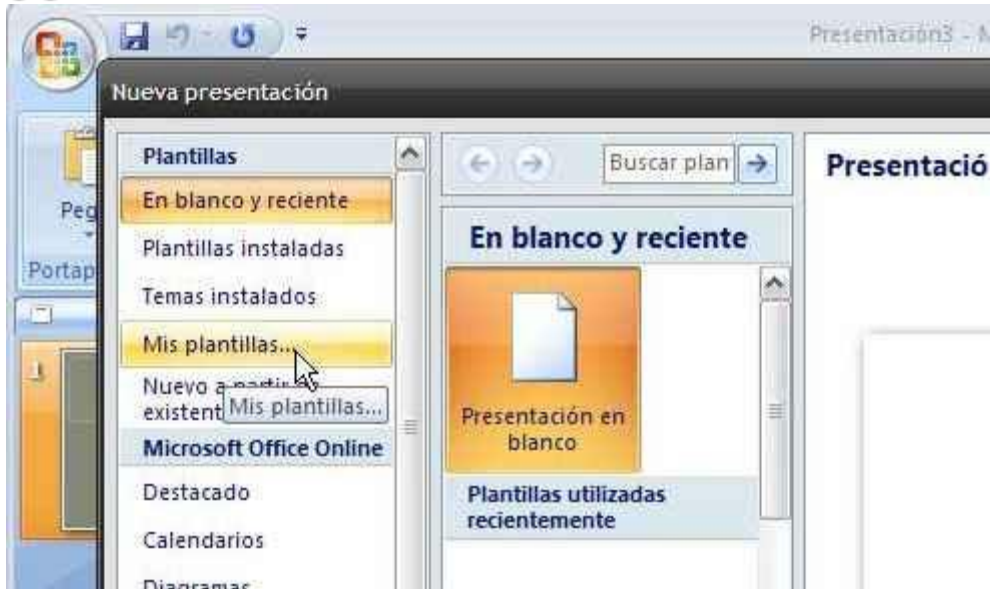 Presentación3 - M
Nueva presentación
Peg
Portap
1
Plantillas
En blanco y reciente
Plantillas instaladas
Temas instalados
Mis plantillas...
Nuevo a partir
existent
Mis plantillas...
Microsoft Office Online
Destacado
Calendarios
Diagramas
Buscar plan
En blanco y reciente
Presentación en
blanco
Plantillas utilizadas
recientemente
Presentació